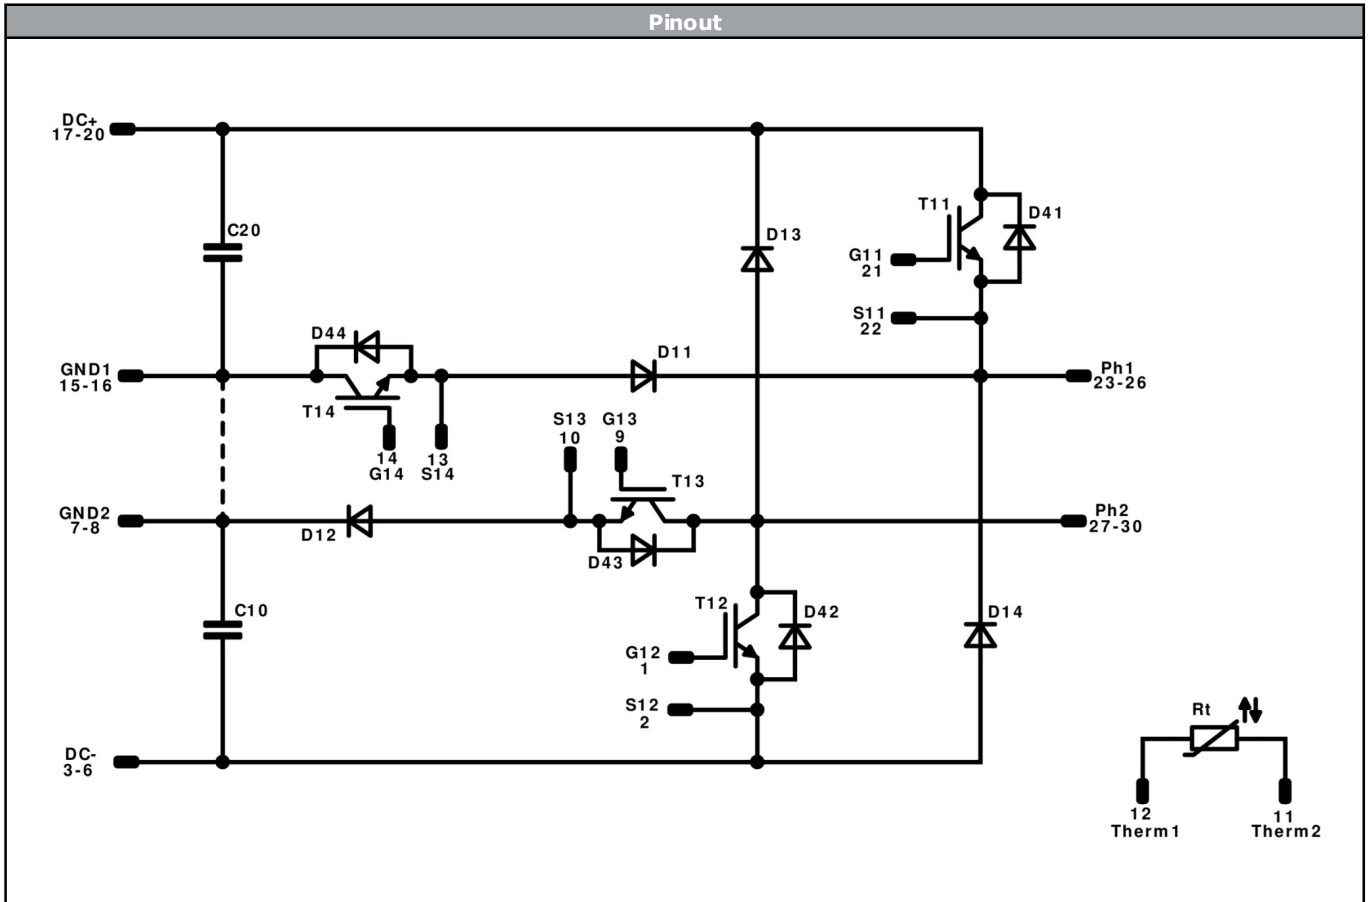 Pinout
DC+
17-20
C20
D13
T11
D41
G11
21
S11
22
D44
D11
GND1
15-16
Ph1
23-26
T14
14
G14
13
S14
S13
10
G13
9
T13
GND2
7-8
D12
D43
Ph2
27-30
C10
T12
D42
D14
G12
1
S12
2
DC-
3-6
Rt
12
Therm1
11
Therm2